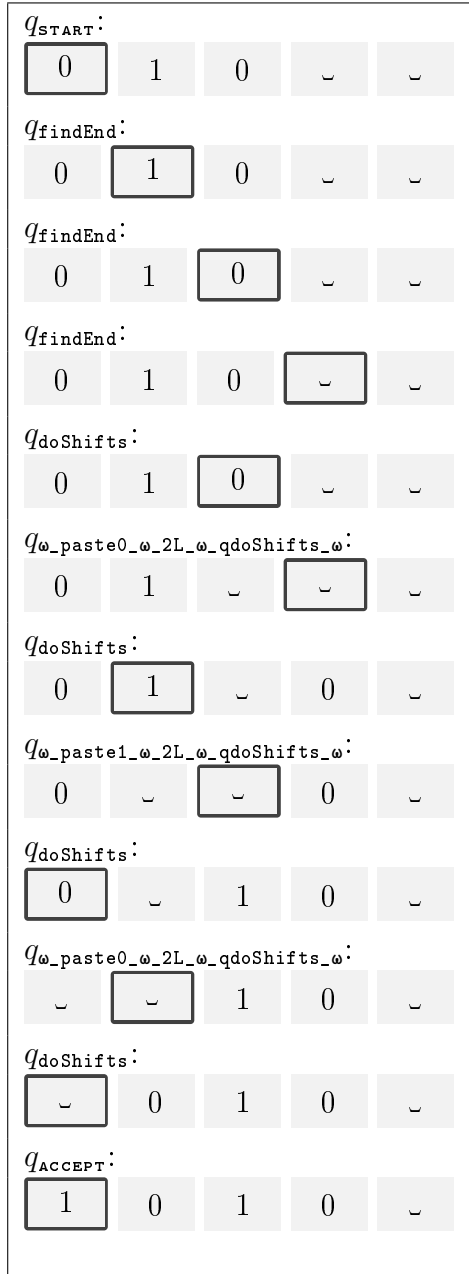 q_START:
0 1 0 ⌣ ⌣
q_findEnd:
0 1 0 ⌣ ⌣
q_findEnd:
0 1 0 ⌣ ⌣
q_findEnd:
0 1 0 ⌣ ⌣
q_doShifts:
0 1 0 ⌣ ⌣
q_ω_paste0_ω_2L_ω_qdoShifts_ω:
0 1 ⌣ ⌣ ⌣
q_doShifts:
0 1 ⌣ 0 ⌣
q_ω_paste1_ω_2L_ω_qdoShifts_ω:
0 ⌣ ⌣ 0 ⌣
q_doShifts:
0 ⌣ 1 0 ⌣
q_ω_paste0_ω_2L_ω_qdoShifts_ω:
⌣ ⌣ 1 0 ⌣
q_doShifts:
⌣ 0 1 0 ⌣
q_ACCEPT:
1 0 1 0 ⌣